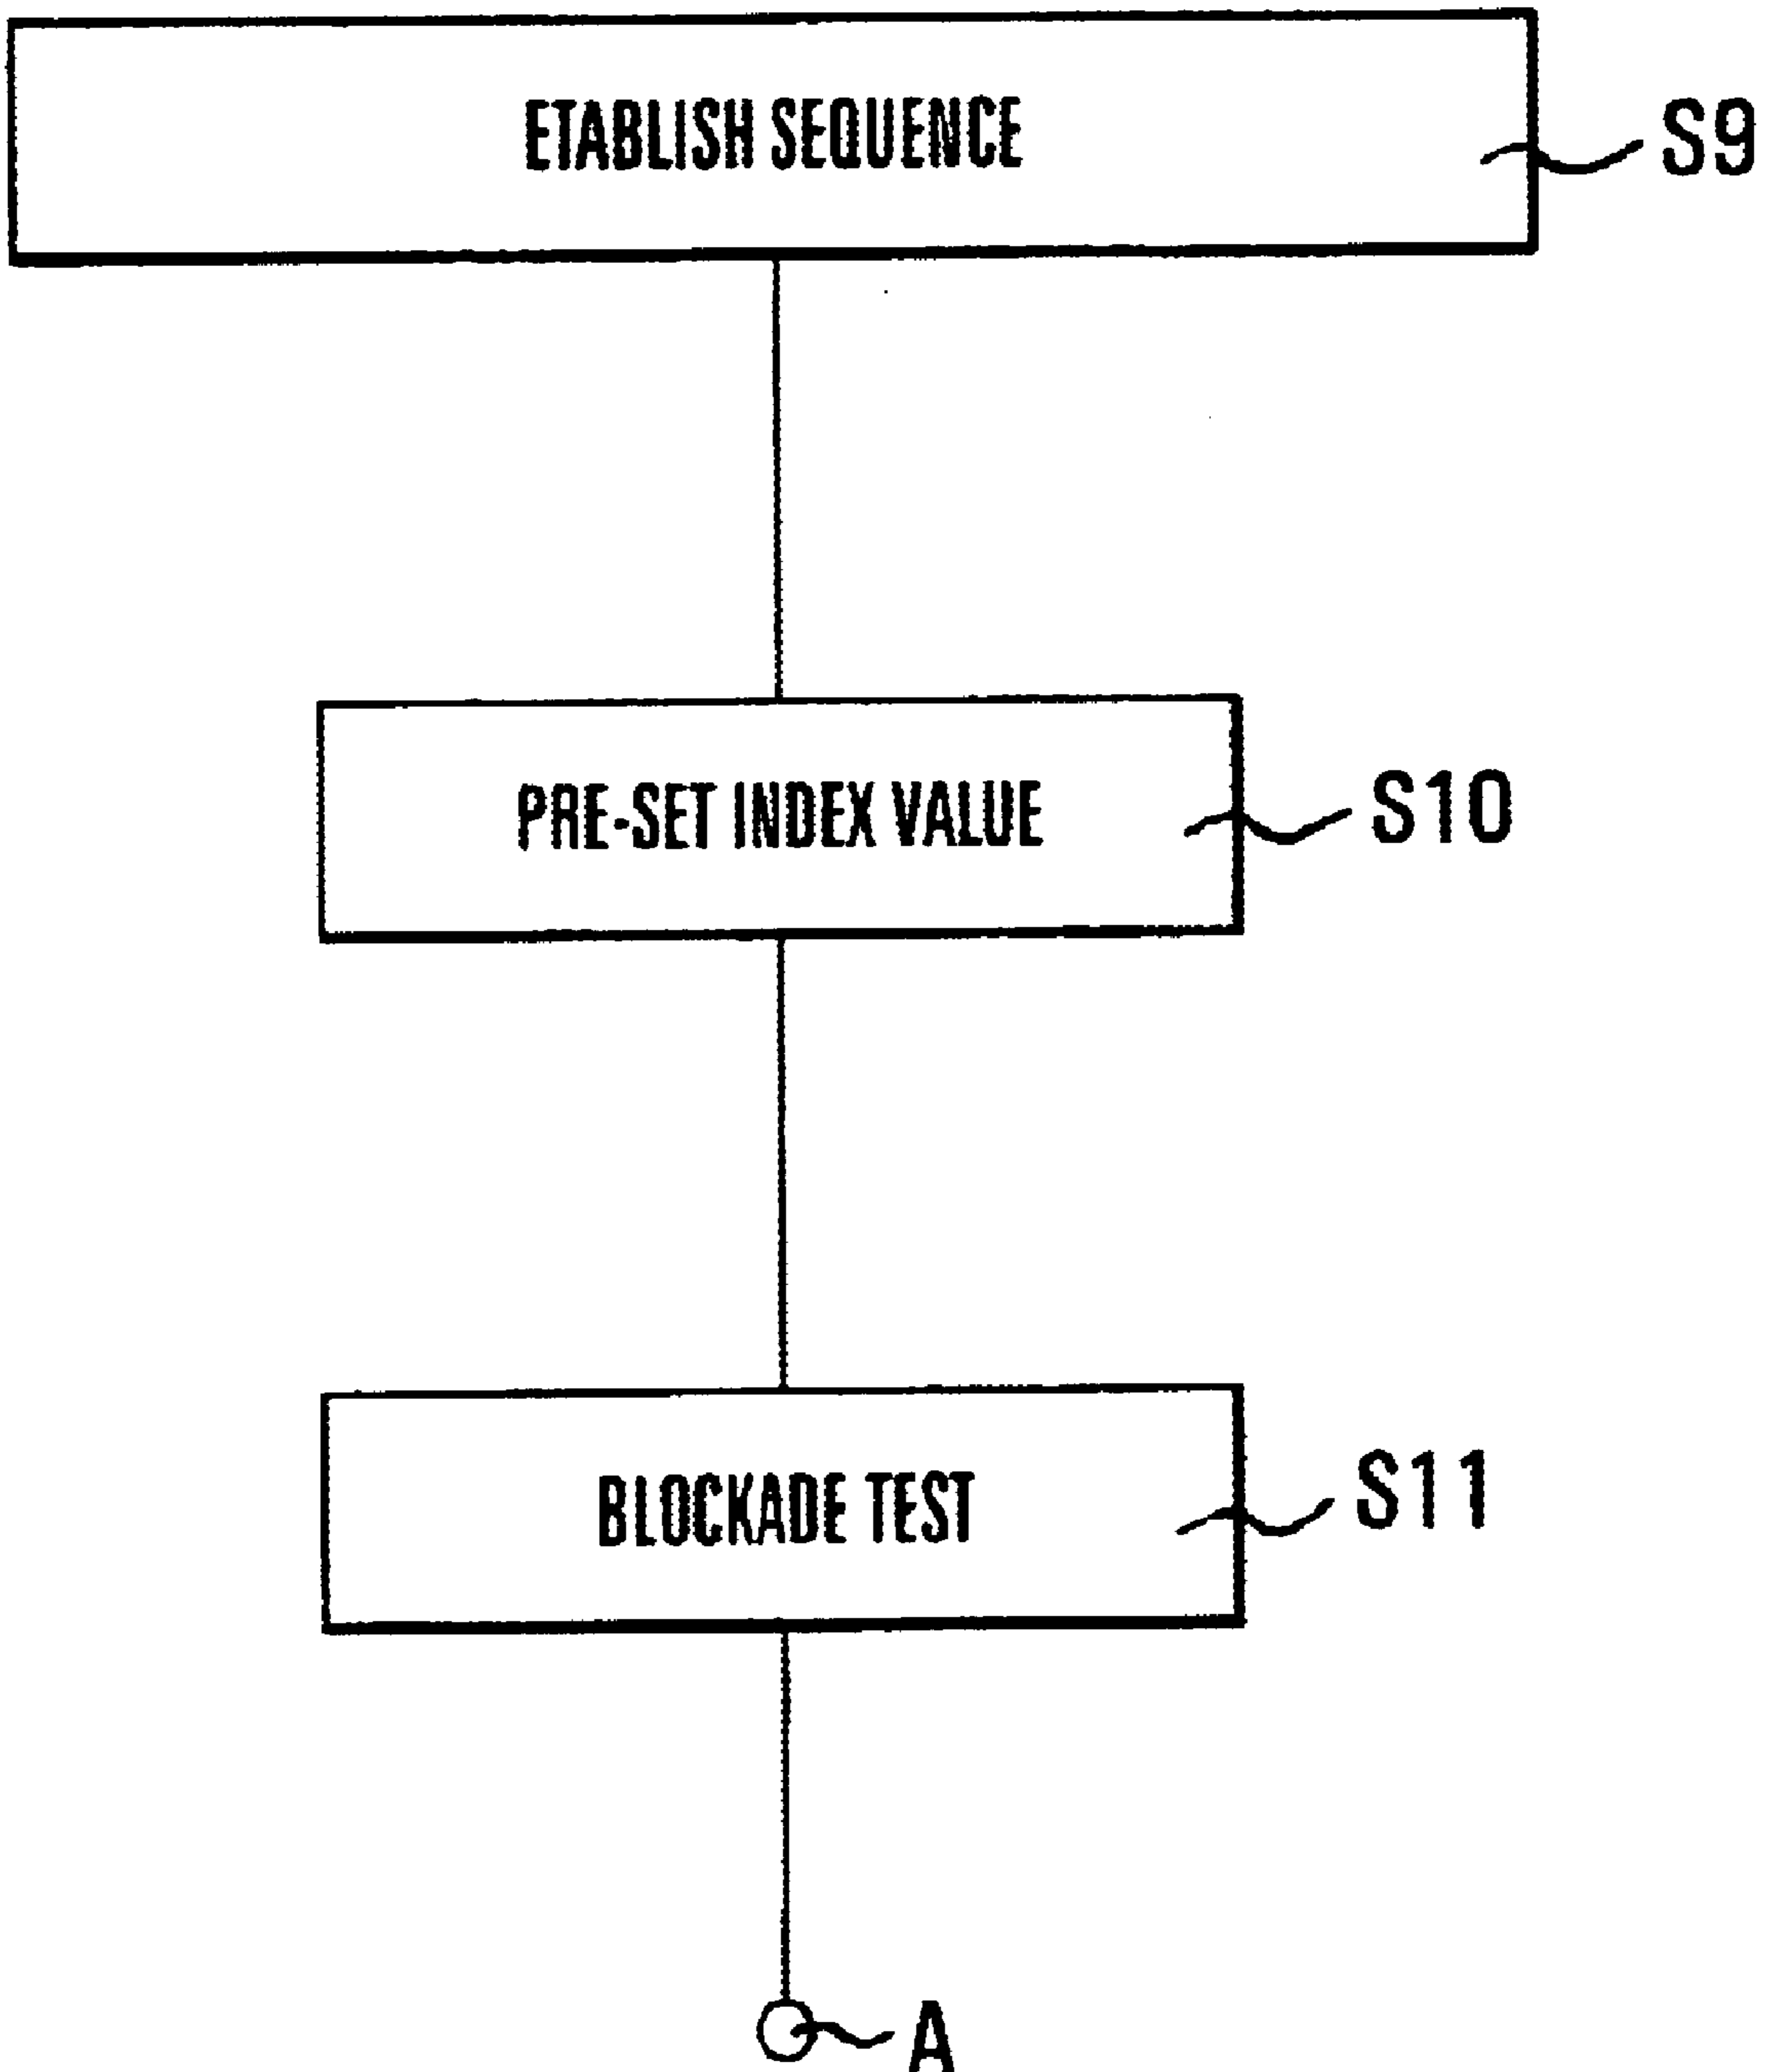 ETABLISH SEQUENCE
S9
PRE-SET INDEX VALUE
S10
BLOCKADE TEST
S11
A